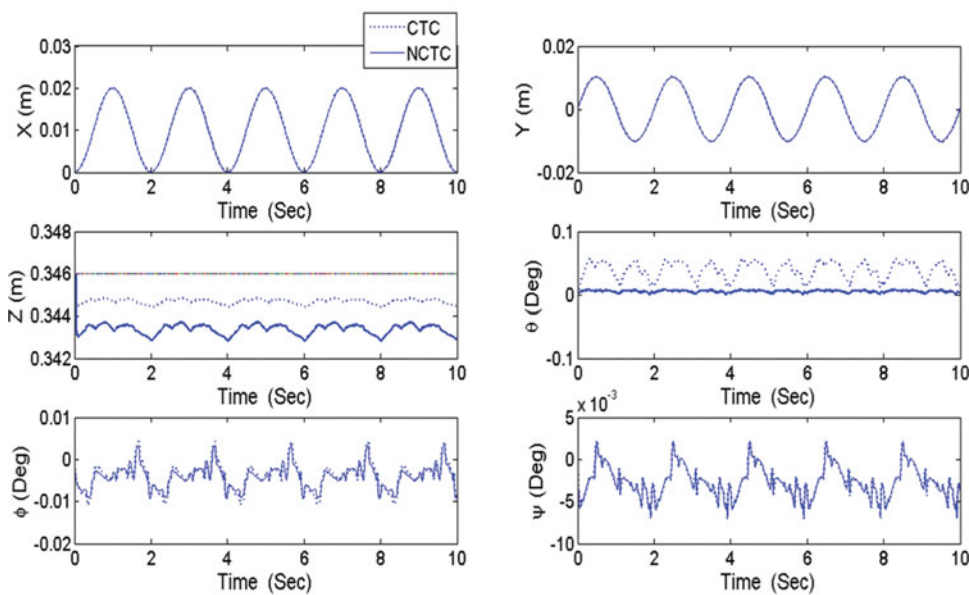 CTC
NCTC
0.03
0.02
0.01
0
X (m)
0 2 4 6 8 10
Time (Sec)
0.02
0
-0.02
Y (m)
0 2 4 6 8 10
Time (Sec)
0.348
0.346
0.344
0.342
Z (m)
0 2 4 6 8 10
Time (Sec)
0.1
0
-0.1
θ (Deg)
0 2 4 6 8 10
Time (Sec)
0.01
0
-0.01
-0.02
ϕ (Deg)
0 2 4 6 8 10
Time (Sec)
x 10⁻³
5
0
-5
-10
ψ (Deg)
0 2 4 6 8 10
Time (Sec)